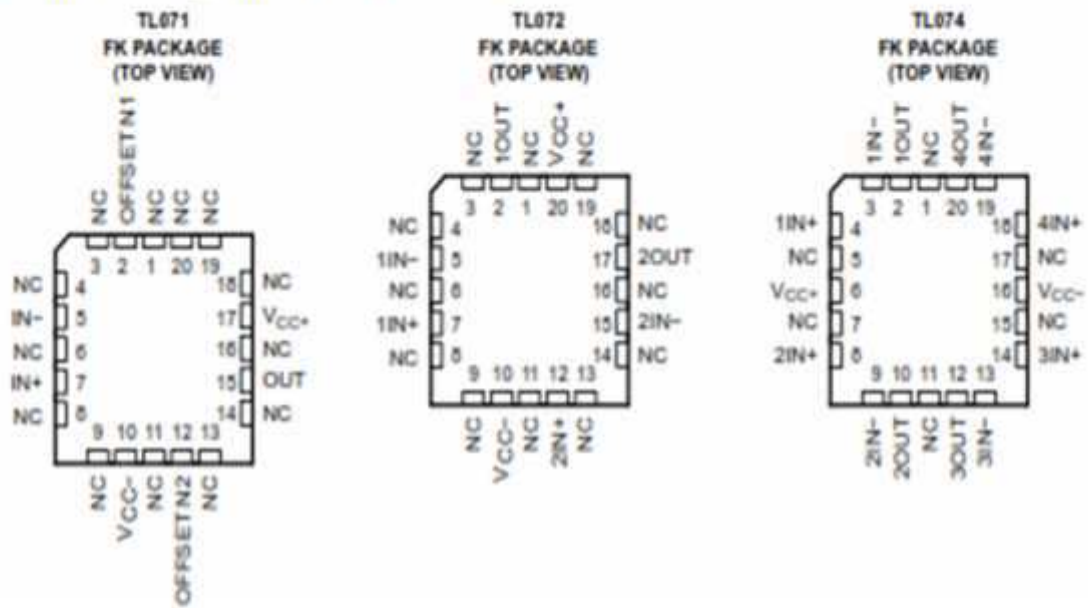 TL071
FK PACKAGE
(TOP VIEW)
NC
OFFSETN1
NC
NC
NC
3 2 1 20 19
NC 4 18 NC
IN− 5 17 VCC+
NC 6 16 NC
IN+ 7 15 OUT
NC 8 14 NC
9 10 11 12 13
NC
VCC−
NC
OFFSETN2
NC
TL072
FK PACKAGE
(TOP VIEW)
NC
1OUT
NC
VCC+
NC
3 2 1 20 19
NC 4 18 NC
1IN− 5 17 2OUT
NC 6 16 NC
1IN+ 7 15 2IN−
NC 8 14 NC
9 10 11 12 13
NC
VCC−
NC
2IN+
NC
TL074
FK PACKAGE
(TOP VIEW)
1IN−
1OUT
NC
4OUT
4IN−
3 2 1 20 19
1IN+ 4 18 4IN+
NC 5 17 NC
VCC+ 6 16 VCC−
NC 7 15 NC
2IN+ 8 14 3IN+
9 10 11 12 13
2IN−
2OUT
NC
3OUT
3IN−